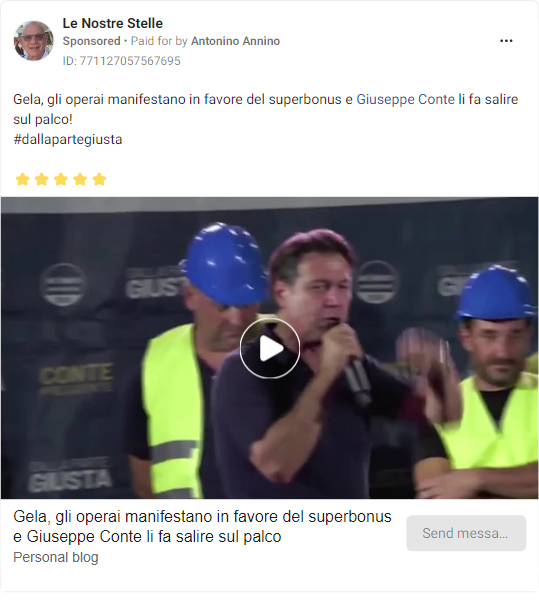 Le Nostre Stelle
Sponsored • Paid for by Antonino Annino
ID: 771127057567695
Gela, gli operai manifestano in favore del superbonus e Giuseppe Conte li fa salire
sul palco!
#dallapartegiusta
GIUSTA
CONTE
PRESIDENTE
GIUSTA
Gela, gli operai manifestano in favore del superbonus
e Giuseppe Conte li fa salire sul palco
Send messa...
Personal blog